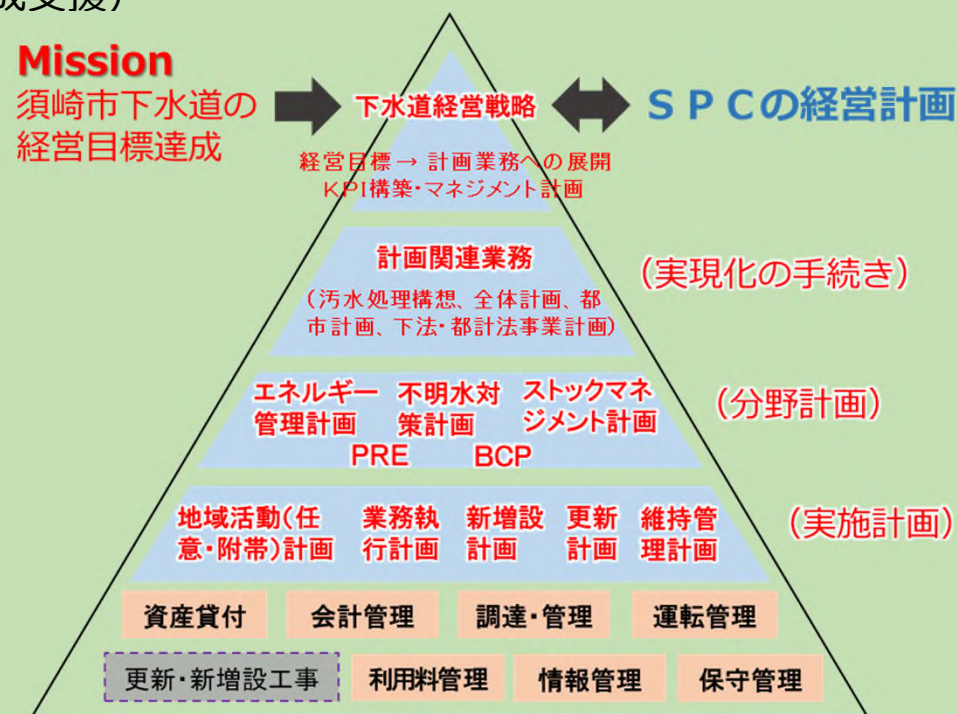 成支援）
Mission
須崎市下水道の
経営目標達成
下水道経営戦略
ＳＰＣの経営計画
経営目標→計画業務への展開
KPI構築・マネジメント計画
計画関連業務
（実現化の手続き）
（汚水処理構想、全体計画、都
市計画、下法・都計法事業計画）
エネルギー
管理計画
不明水対
策計画
ストックマネ
ジメント計画
（分野計画）
PRE
BCP
地域活動（任
意・附帯）計画
業務執
行計画
新増設
計画
更新
計画
維持管
理計画
（実施計画）
資産貸付
会計管理
調達・管理
運転管理
更新・新増設工事
利用料管理
情報管理
保守管理